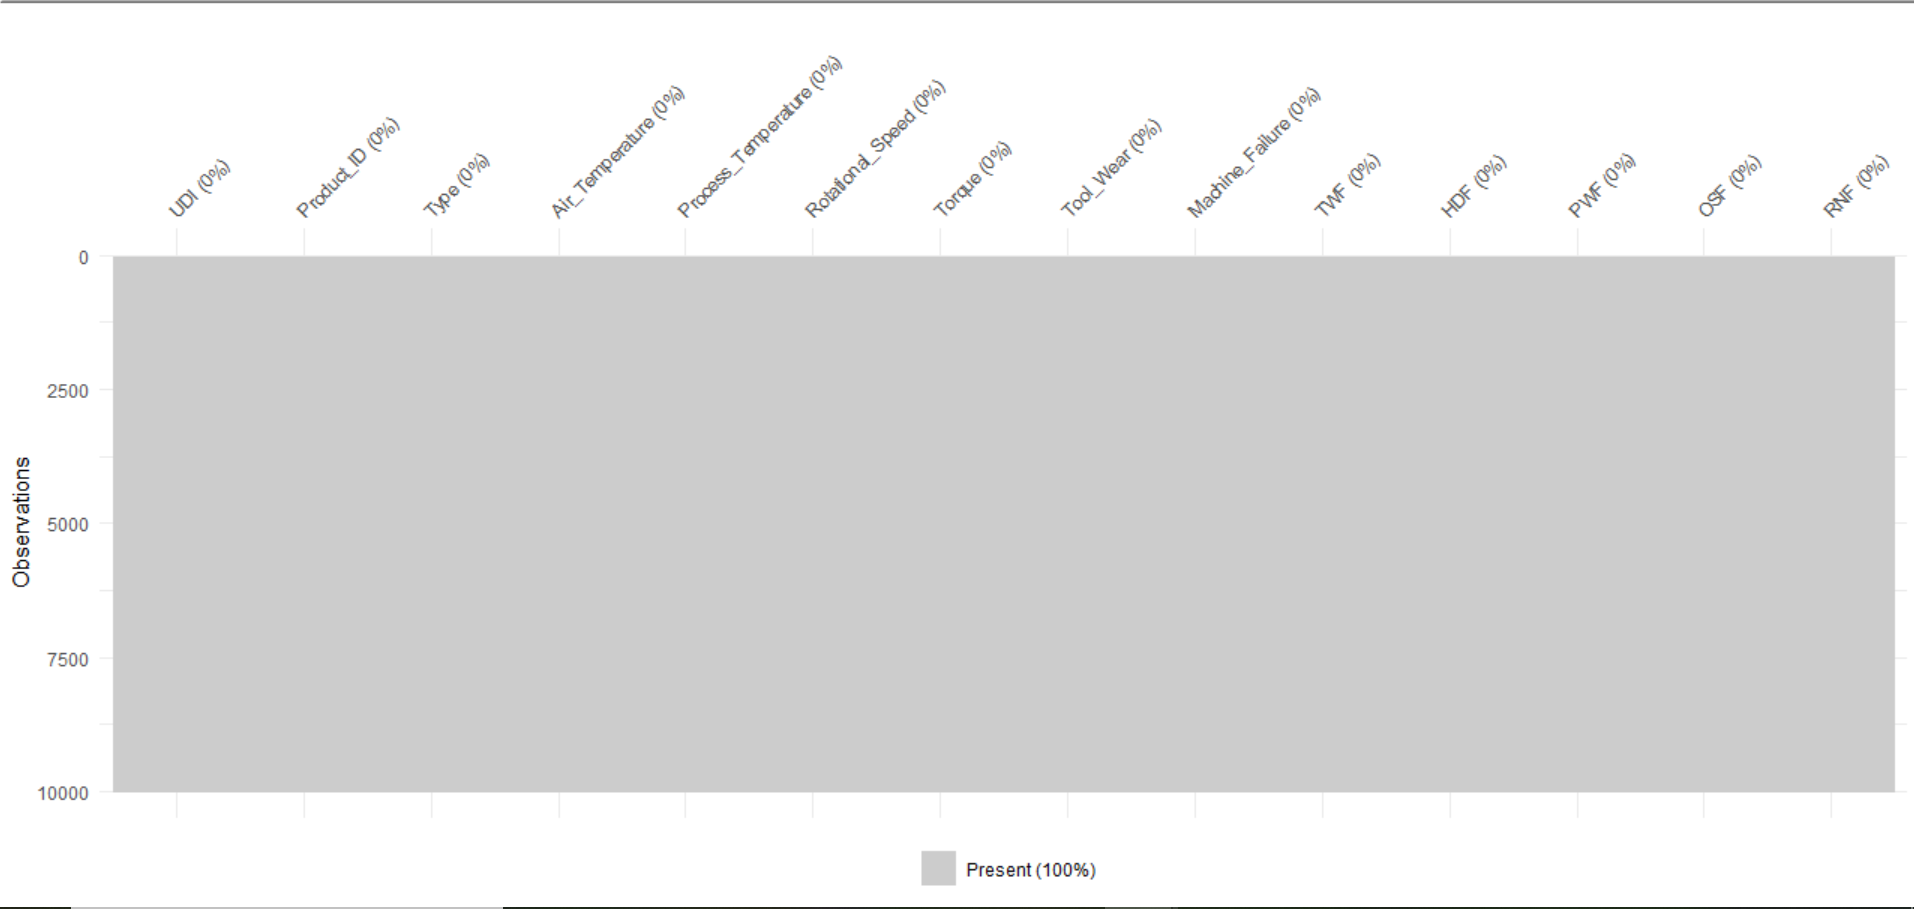 UDI (0%)
Product_ID (0%)
Type (0%)
Air_Temperature (0%)
Process_Temperature (0%)
Rotational_Speed (0%)
Torque (0%)
Tool_Wear (0%)
Machine_Failure (0%)
TWF (0%)
HDF (0%)
PWF (0%)
OSF (0%)
RNF (0%)
0
2500
5000
7500
10000
Observations
Present (100%)